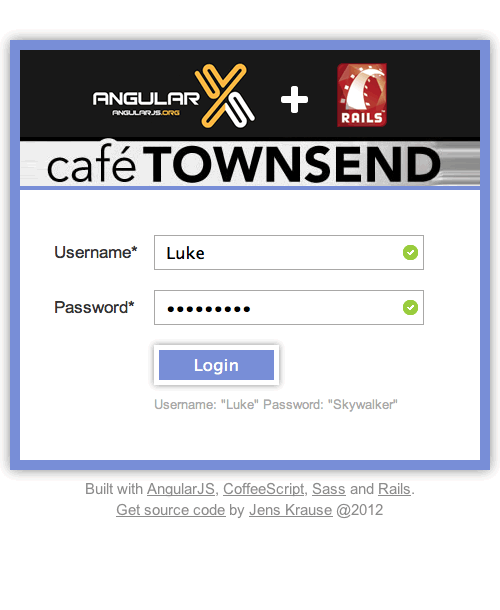 ANGULAR
ANGULARJS.ORG
+
RAILS
café TOWNSEND
Username*
Luke
Password*
•••••••••
Login
Username: "Luke" Password: "Skywalker"
Built with AngularJS, CoffeeScript, Sass and Rails.
Get source code by Jens Krause @2012